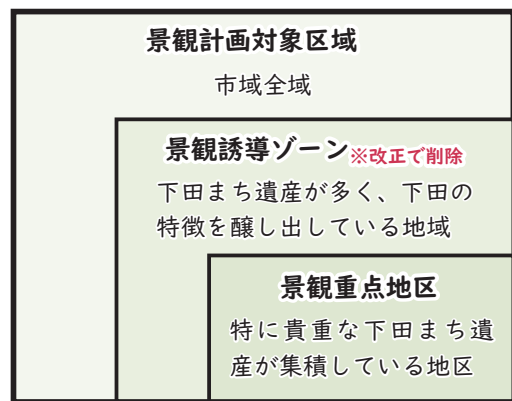 景観計画対象区域
市域全域
景観誘導ゾーン※改正で削除
下田まち遺産が多く、下田の
特徴を醸し出している地域
景観重点地区
特に貴重な下田まち遺
産が集積している地区